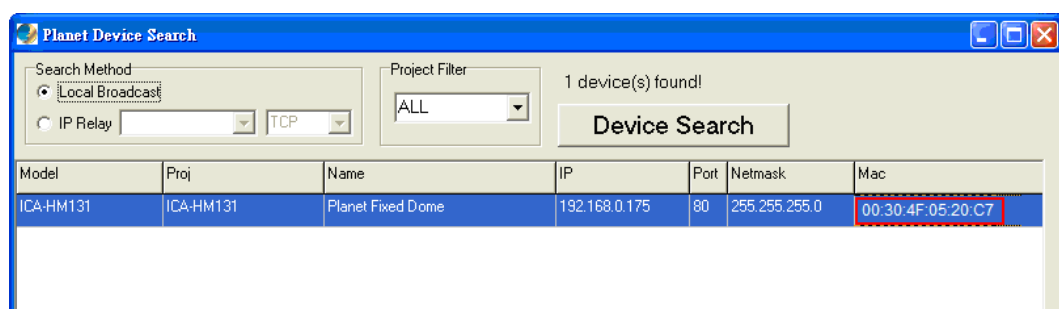 Planet Device Search
Search Method
Local Broadcast
IP Relay TCP
Project Filter
ALL
1 device(s) found!
Device Search
Model Proj Name IP Port Netmask Mac
ICA-HM131 ICA-HM131 Planet Fixed Dome 192.168.0.175 80 255.255.255.0 00:30:4F:05:20:C7